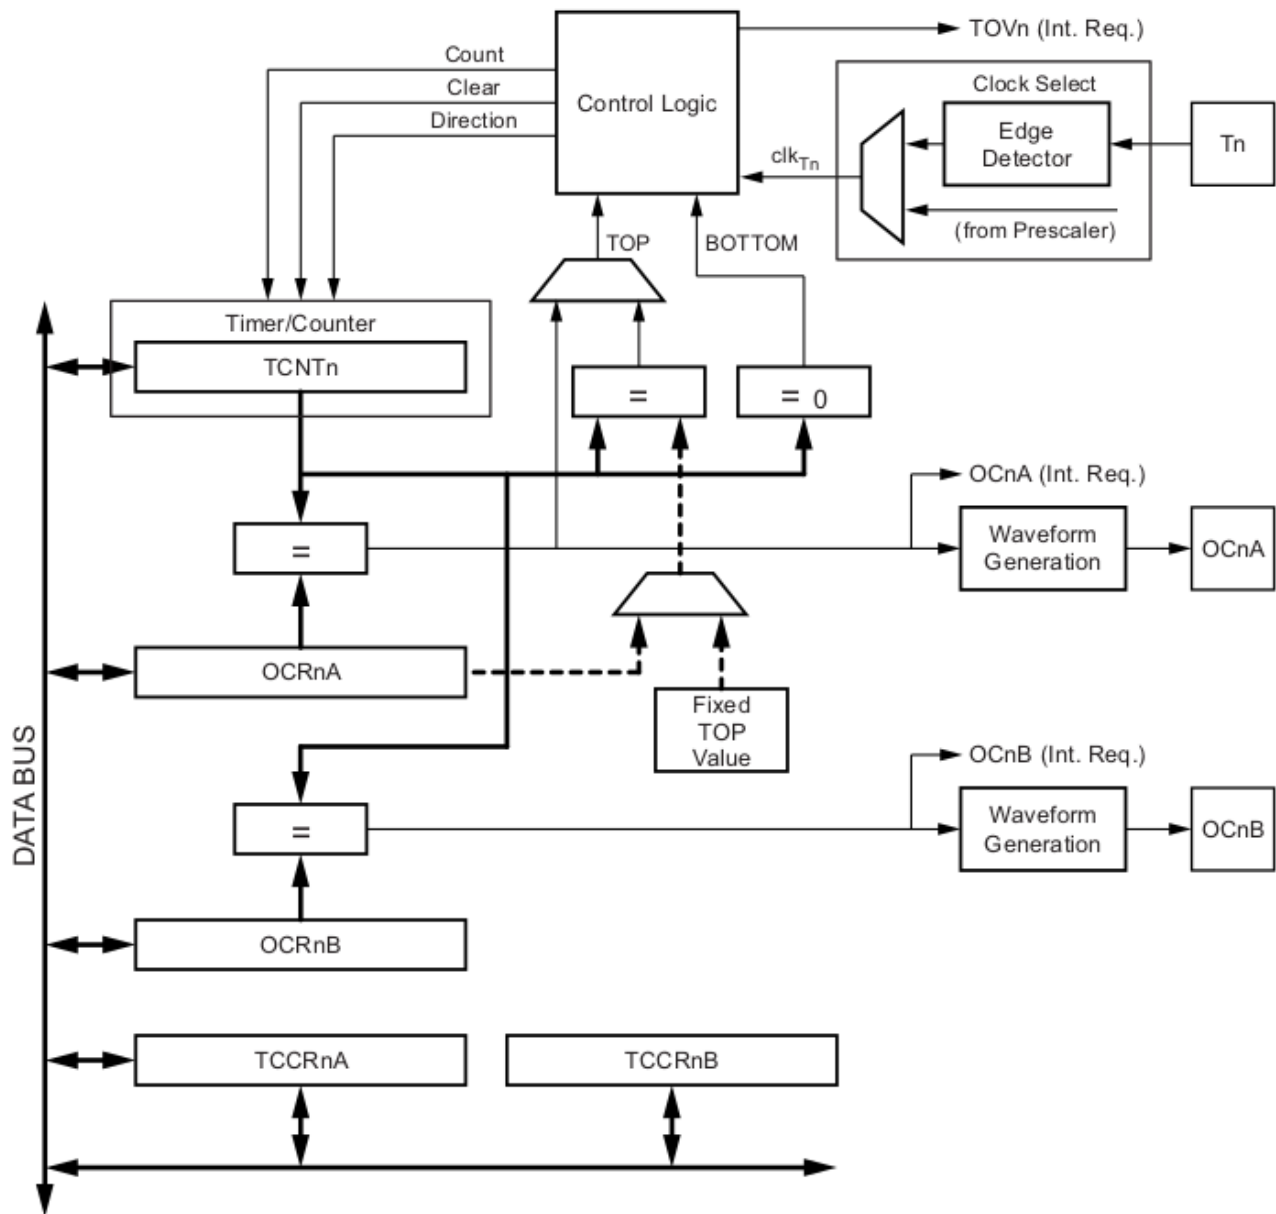 TOVn (Int. Req.)
Count
Clear
Direction
Control Logic
Clock Select
Edge
Detector
Tn
clkTn
(from Prescaler)
TOP
BOTTOM
Timer/Counter
TCNTn
=
= 0
OCnA (Int. Req.)
=
Waveform
Generation
OCnA
OCRnA
Fixed
TOP
Value
DATA BUS
OCnB (Int. Req.)
=
Waveform
Generation
OCnB
OCRnB
TCCRnA
TCCRnB